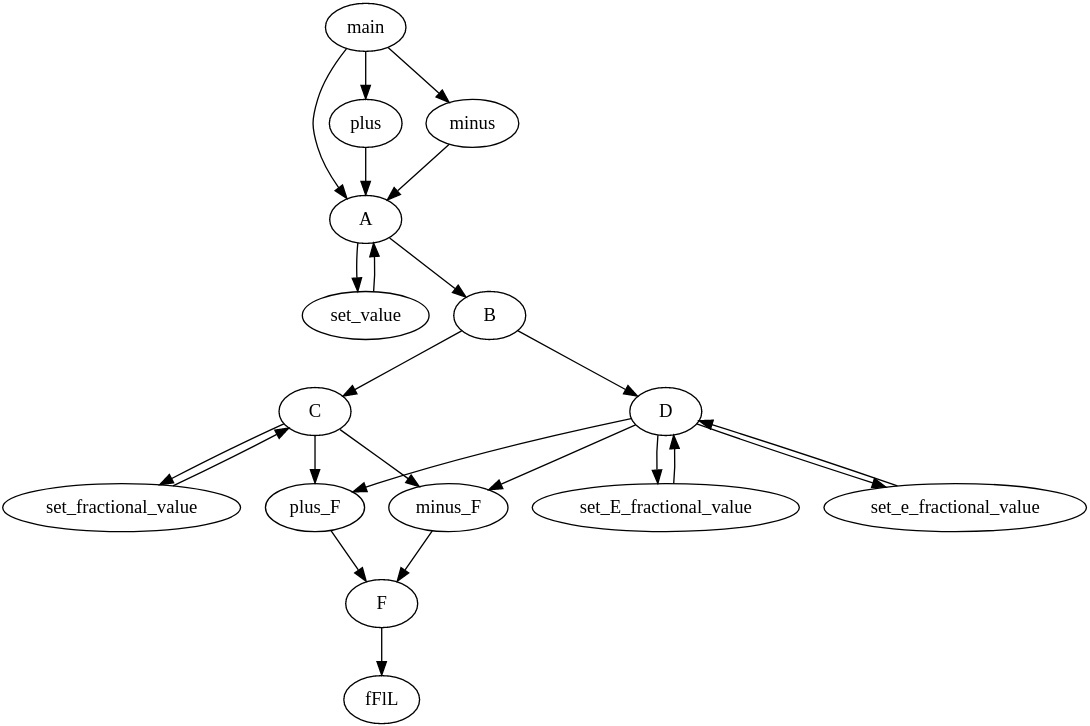 main
plus
minus
A
set_value
B
C
D
set_fractional_value
plus_F
minus_F
set_E_fractional_value
set_e_fractional_value
F
fFlL